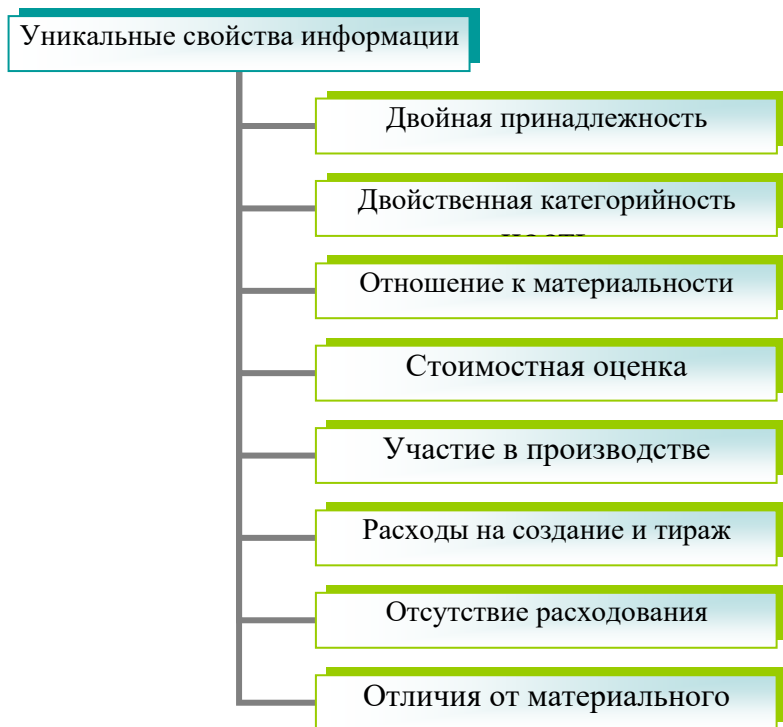 Уникальные свойства информации
Двойная принадлежность
Двойственная категорийность
Отношение к материальности
Стоимостная оценка
Участие в производстве
Расходы на создание и тираж
Отсутствие расходования
Отличия от материального